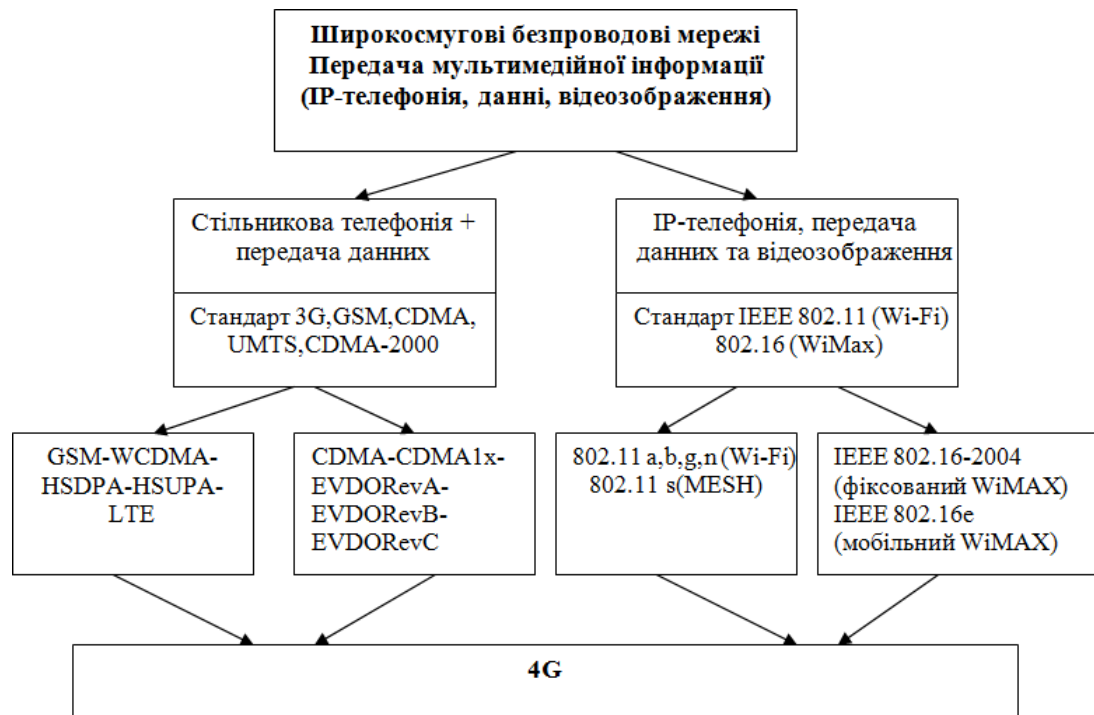 Широкосмугові безпроводові мережі
Передача мультимедійної інформації
(IP-телефонія, данні, відеозображення)
Стільникова телефонія +
передача данних
IP-телефонія, передача
данних та відеозображення
Стандарт 3G,GSM,CDMA,
UMTS,CDMA-2000
Стандарт IEEE 802.11 (Wi-Fi)
802.16 (WiMax)
GSM-WCDMA-
HSDPA-HSUPA-
LTE
CDMA-CDMA1x-
EVDORevA-
EVDORevB-
EVDORevC
802.11 a,b,g,n (Wi-Fi)
802.11 s(MESH)
IEEE 802.16-2004
(фіксований WiMAX)
IEEE 802.16e
(мобільний WiMAX)
4G